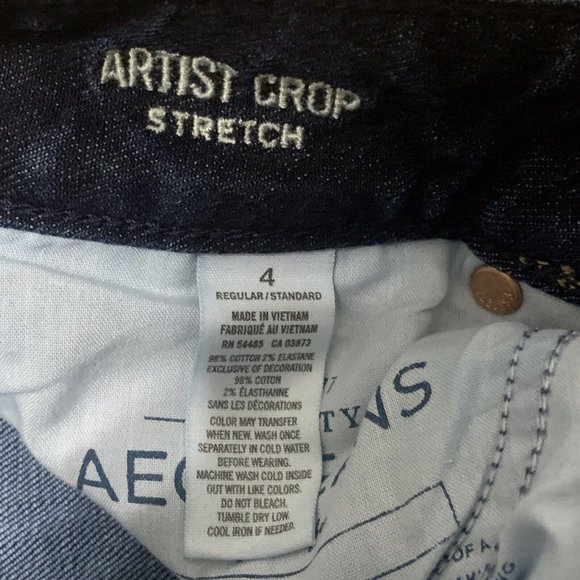 ARTIST CROP
STRETCH
4
REGULAR/STANDARD
MADE IN VIETNAM
FABRIQUÉ AU VIETNAM
RN 54485 CA 03873
98% COTTON 2% ELASTANE
EXCLUSIVE OF DECORATION
98% COTON
2% ÉLASTHANNE
SANS LES DÉCORATIONS
COLOR MAY TRANSFER
WHEN NEW. WASH ONCE
SEPARATELY IN COLD WATER
BEFORE WEARING.
MACHINE WASH COLD INSIDE
OUT WITH LIKE COLORS.
DO NOT BLEACH.
TUMBLE DRY LOW.
COOL IRON IF NEEDED.